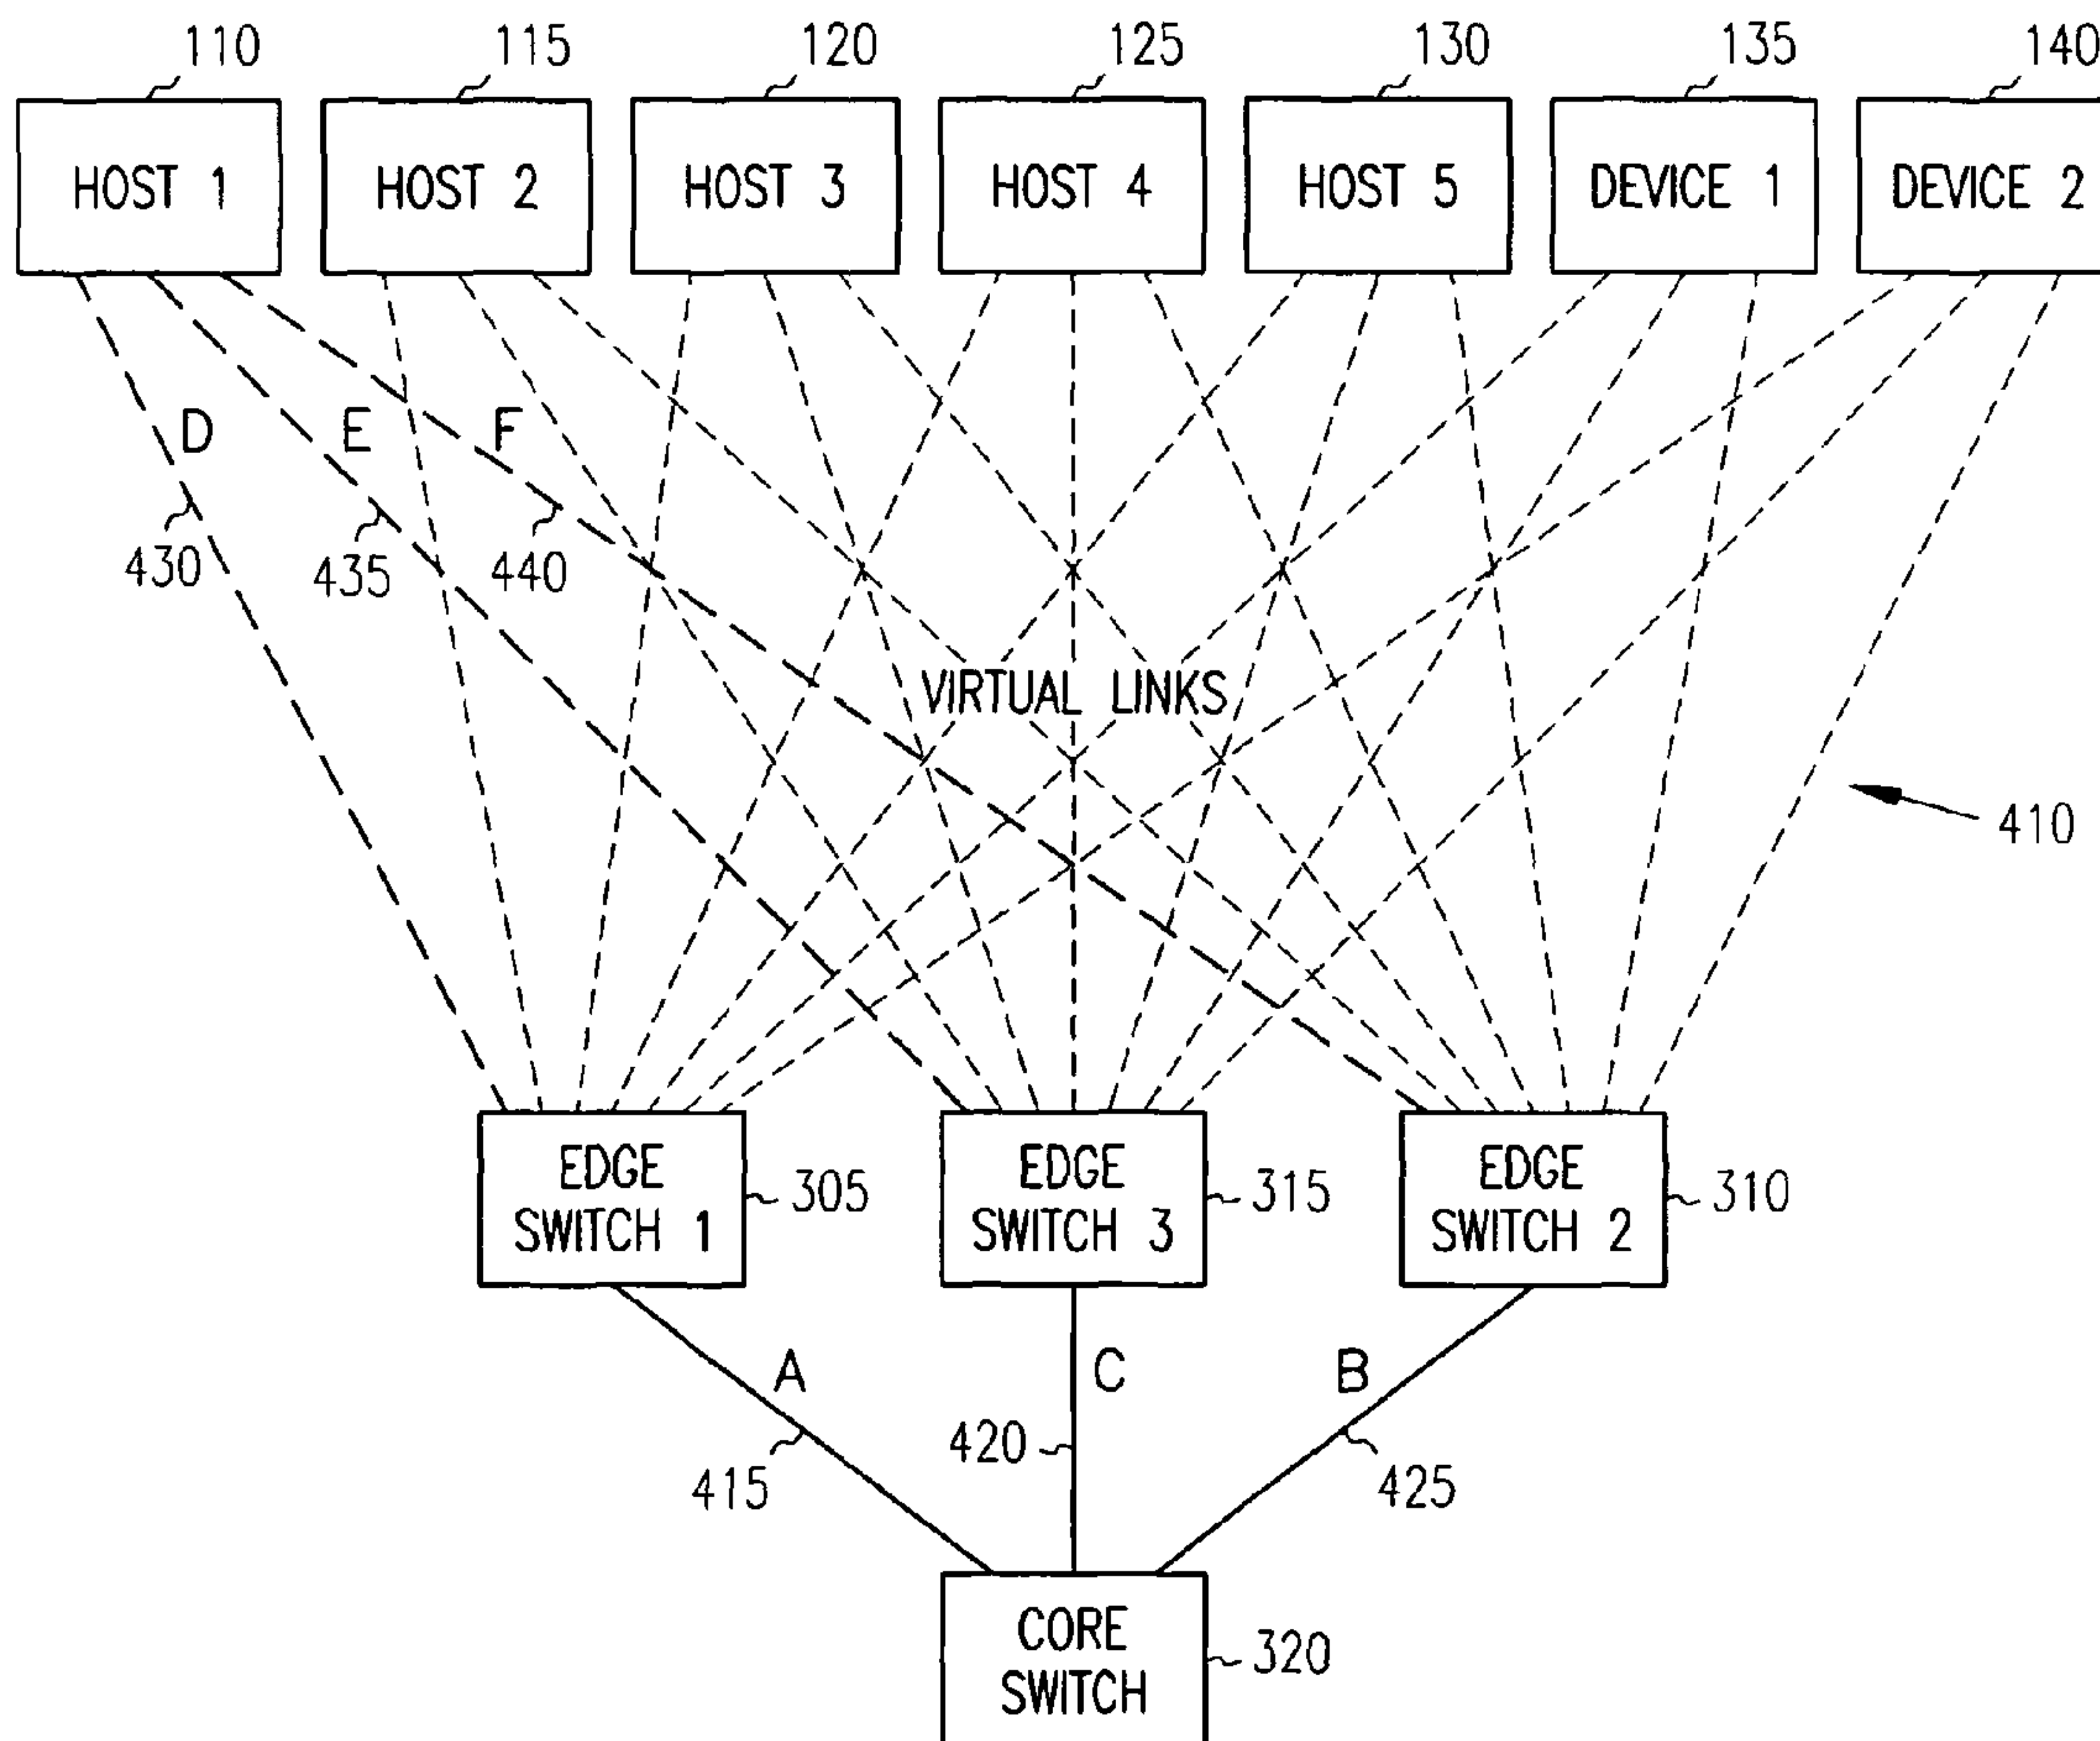 110 115 120 125 130 135 140
HOST 1 HOST 2 HOST 3 HOST 4 HOST 5 DEVICE 1 DEVICE 2
D E F
430 435 440
VIRTUAL LINKS
410
EDGE SWITCH 1
305
EDGE SWITCH 3
315
EDGE SWITCH 2
310
A C B
415 420 425
CORE SWITCH
320